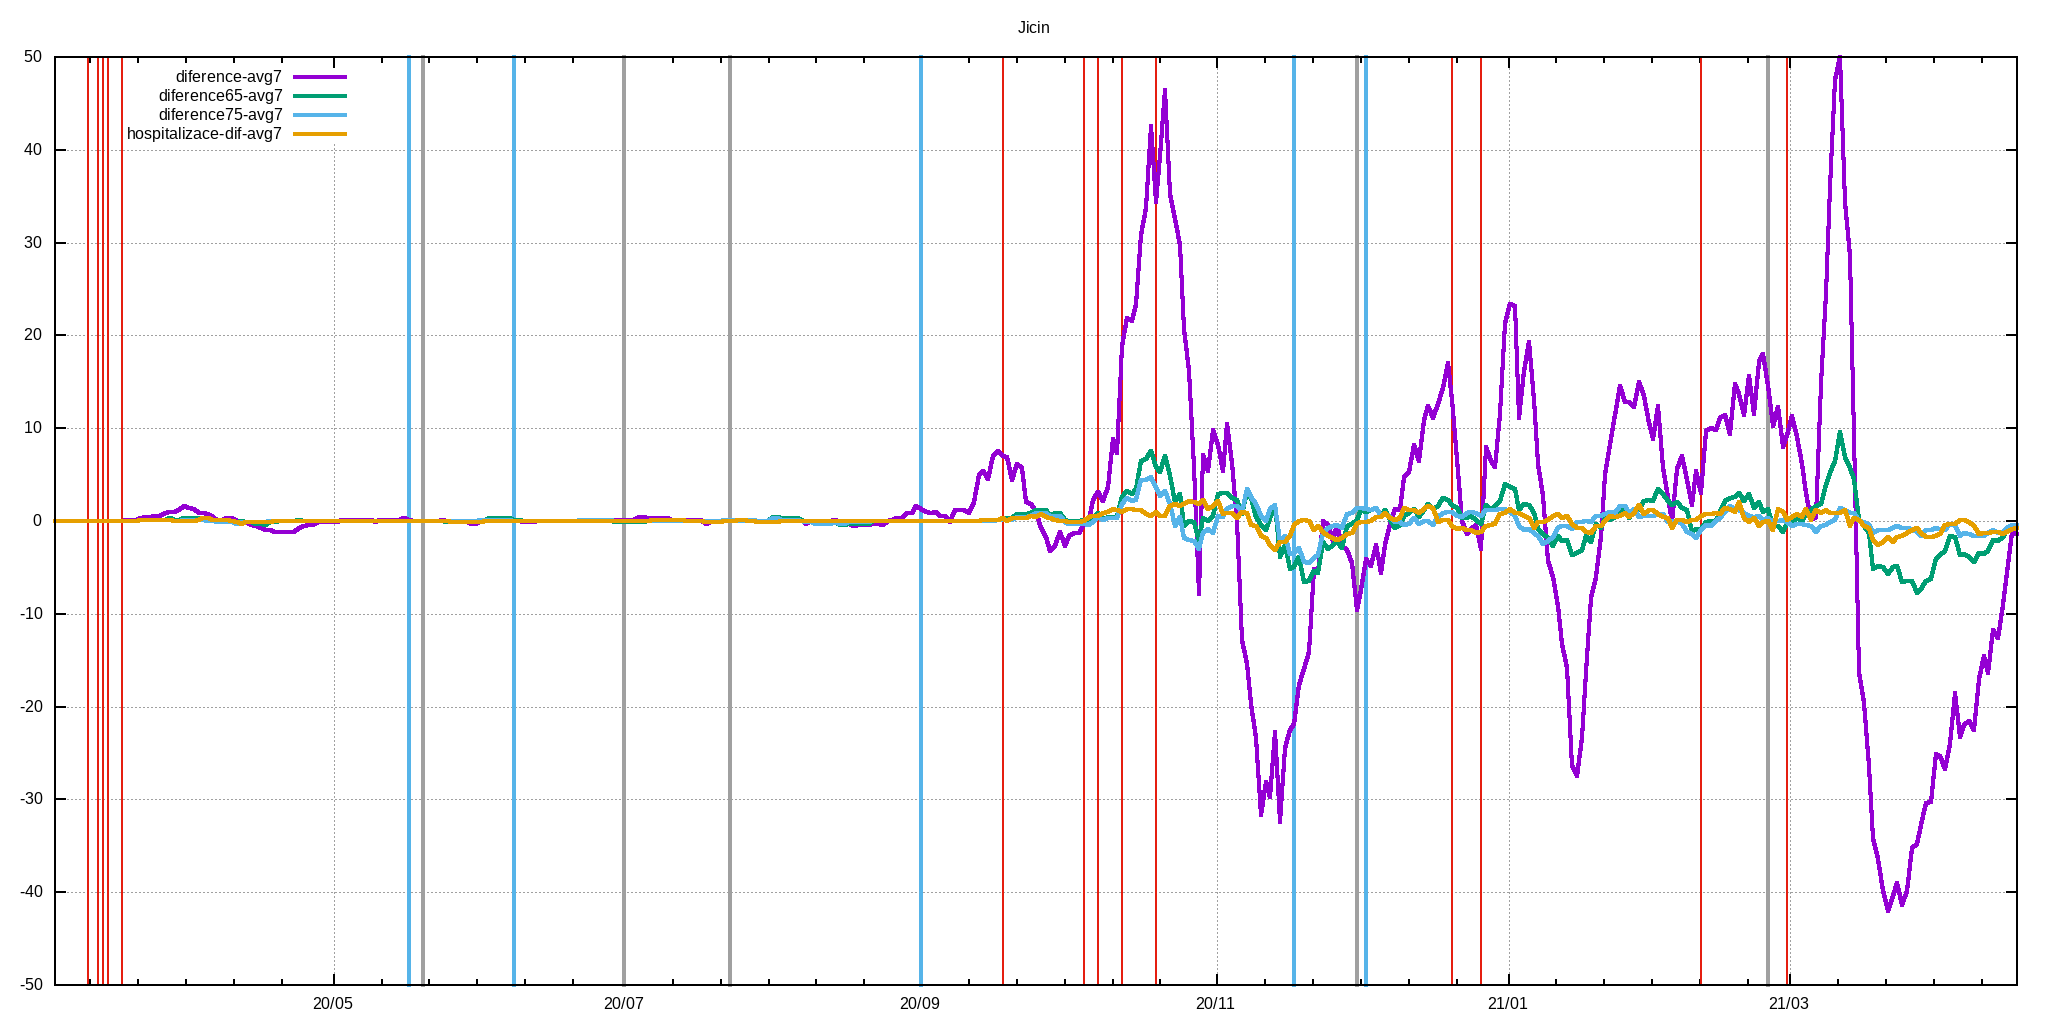 Jicin
50
diference-avg7
diference65-avg7
diference75-avg7
hospitalizace-dif-avg7
40
30
20
10
0
-10
-20
-30
-40
-50
20/05 20/07 20/09 20/11 21/01 21/03